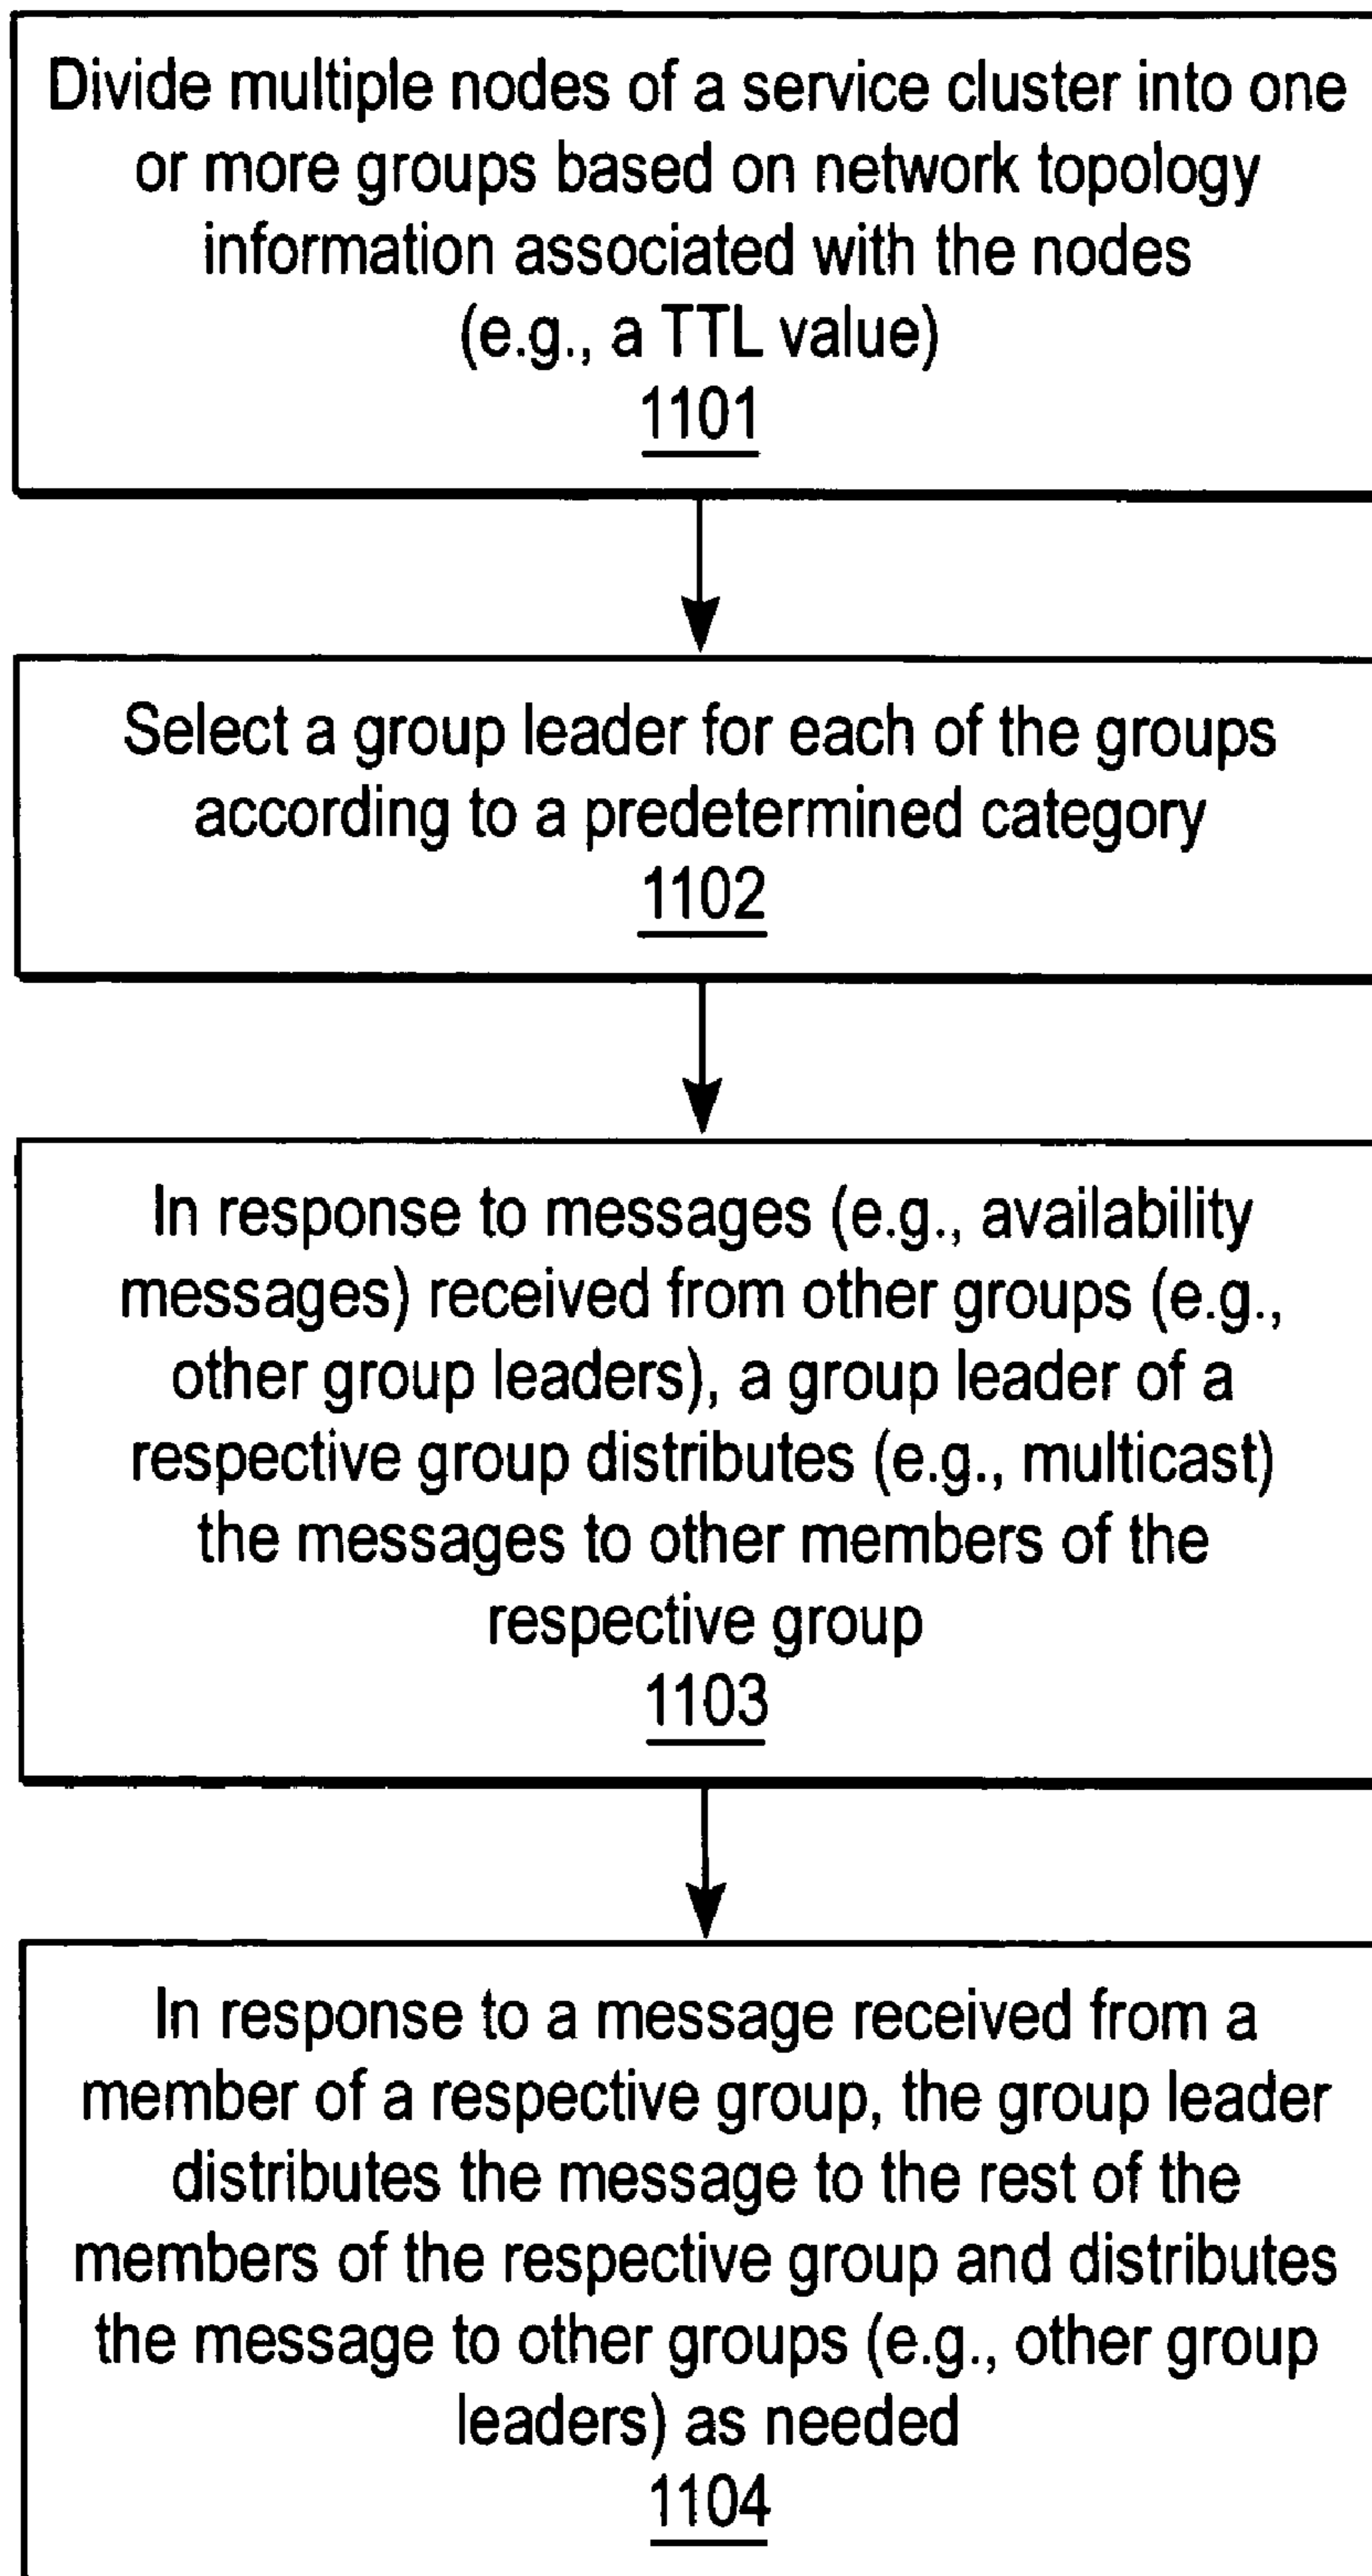 Divide multiple nodes of a service cluster into one
or more groups based on network topology
information associated with the nodes
(e.g., a TTL value)
1101
Select a group leader for each of the groups
according to a predetermined category
1102
In response to messages (e.g., availability
messages) received from other groups (e.g.,
other group leaders), a group leader of a
respective group distributes (e.g., multicast)
the messages to other members of the
respective group
1103
In response to a message received from a
member of a respective group, the group leader
distributes the message to the rest of the
members of the respective group and distributes
the message to other groups (e.g., other group
leaders) as needed
1104